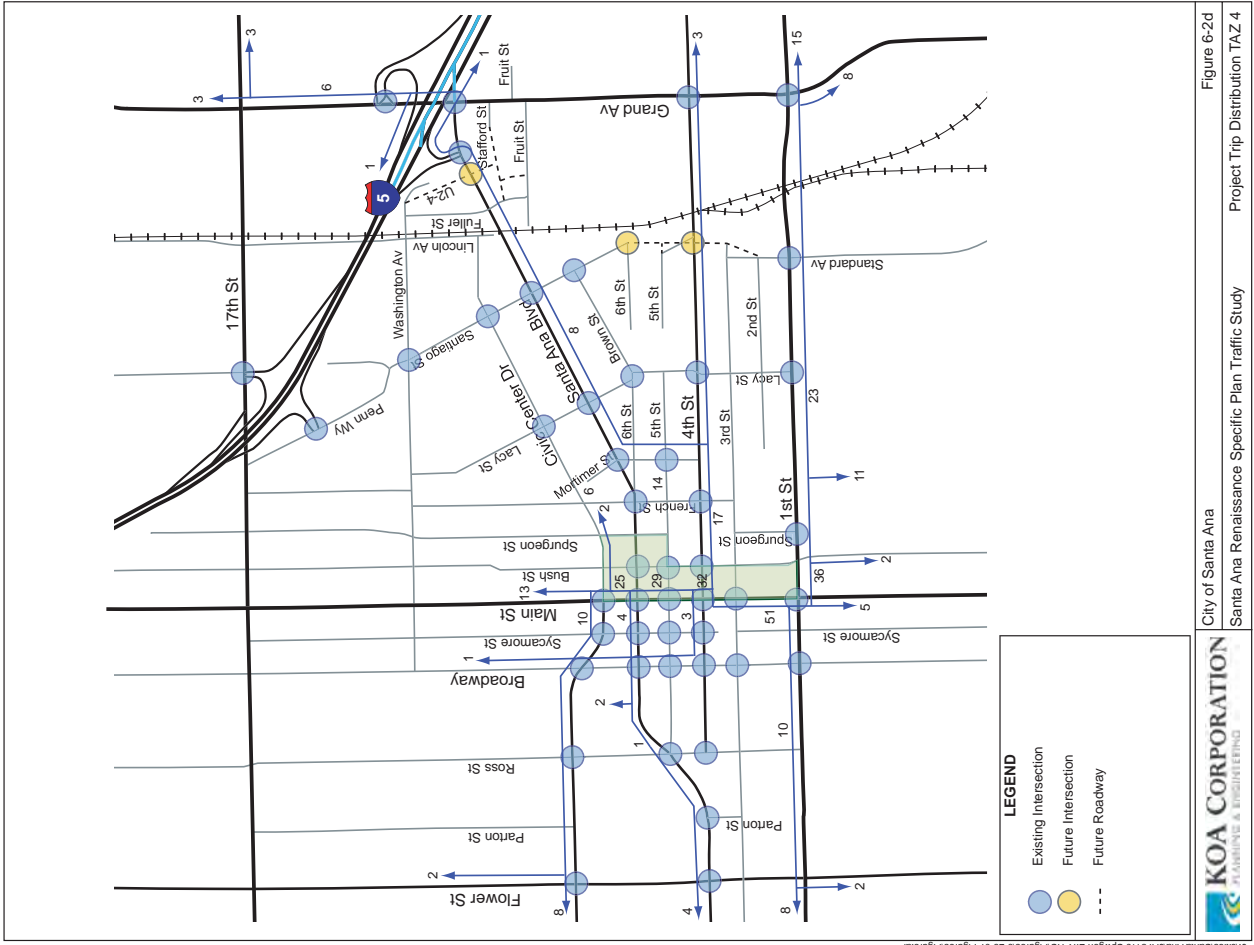 City of Santa Ana
Santa Ana Renaissance Specific Plan Traffic Study
Figure 6-2d
Project Trip Distribution TAZ 4
KOA CORPORATION
PLANNING & ENGINEERING
LEGEND
Existing Intersection
Future Intersection
Future Roadway
17th St
Washington Av
Penn Wy
Santiago St
Lincoln Av
Fuller St
U2-4
Stafford St
Fruit St
Fruit St
Grand Av
5
Civic Center Dr
Santa Ana Blvd
Brown St
Lacy St
Lacy St
Mortimer St
French St
6th St
6th St
5th St
5th St
4th St
3rd St
2nd St
1st St
Standard Av
Spurgeon St
Spurgeon St
Bush St
Main St
Sycamore St
Sycamore St
Broadway
Ross St
Parton St
Parton St
Flower St
3
3
6
1
1
3
15
8
8
23
11
14
6
2
17
2
36
5
51
13
25
29
32
10
4
3
1
2
1
10
2
8
4
8
2